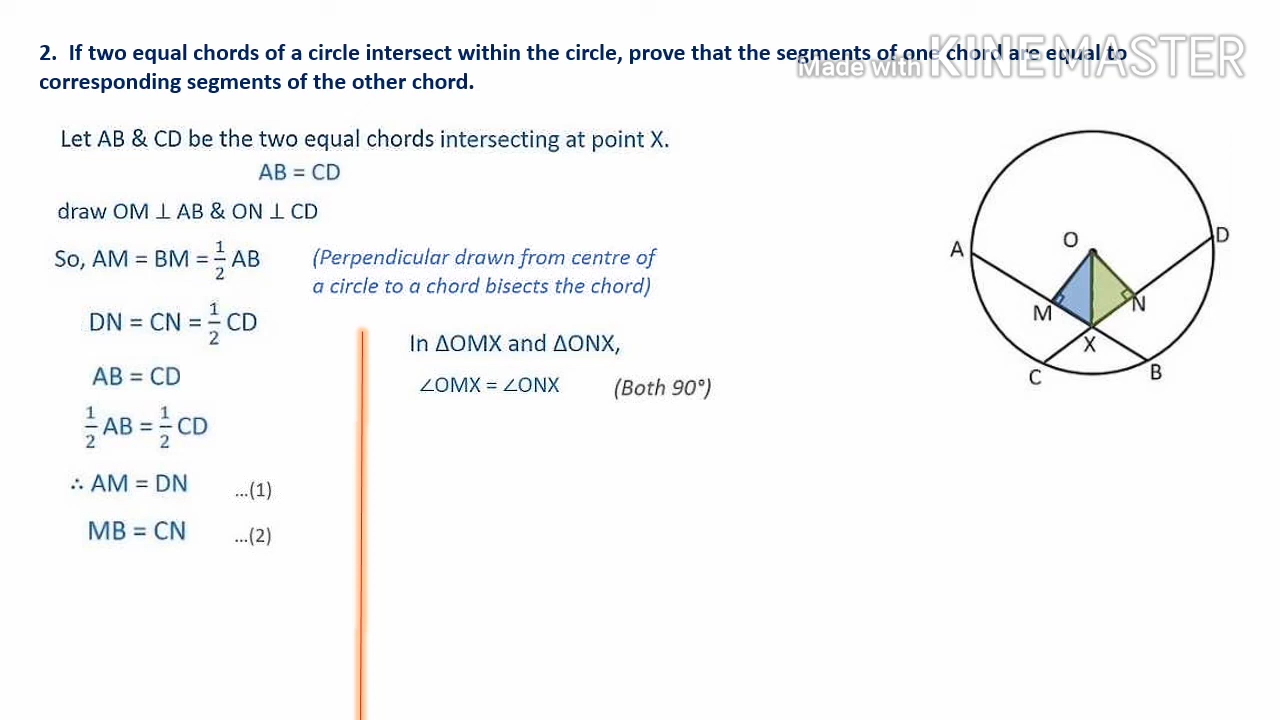 2. If two equal chords of a circle intersect within the circle, prove that the segments of one chord are equal to
corresponding segments of the other chord.
Made with KINEMASTER
Let AB & CD be the two equal chords intersecting at point X.
AB = CD
draw OM ⊥ AB & ON ⊥ CD
So, AM = BM = 1/2 AB
(Perpendicular drawn from centre of
a circle to a chord bisects the chord)
DN = CN = 1/2 CD
AB = CD
1/2 AB = 1/2 CD
∴ AM = DN ...(1)
MB = CN ...(2)
In ΔOMX and ΔONX,
∠OMX = ∠ONX (Both 90°)
O
D
A
M
N
X
C
B